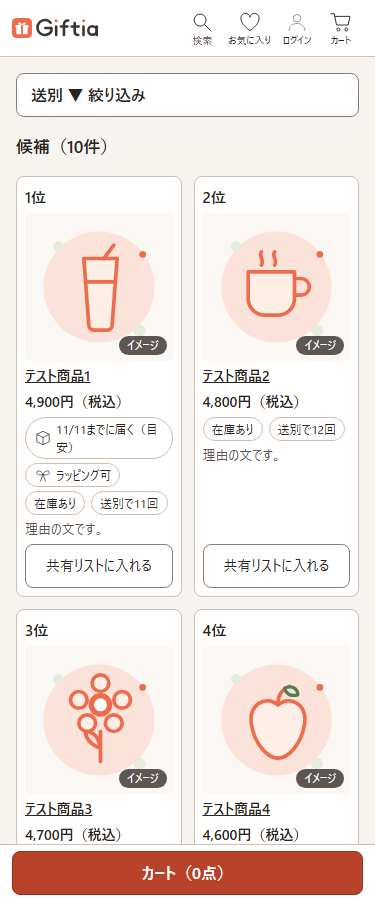 Giftia
検索
お気に入り
ログイン
カート
送別 ▼ 絞り込み
候補（10件）
1位
イメージ
テスト商品1
4,900円（税込）
11/11までに届く（目
安）
ラッピング可
在庫あり
送別で11回
理由の文です。
共有リストに入れる
2位
イメージ
テスト商品2
4,800円（税込）
在庫あり
送別で12回
理由の文です。
共有リストに入れる
3位
イメージ
テスト商品3
4,700円（税込）
4位
イメージ
テスト商品4
4,600円（税込）
カート（0点）